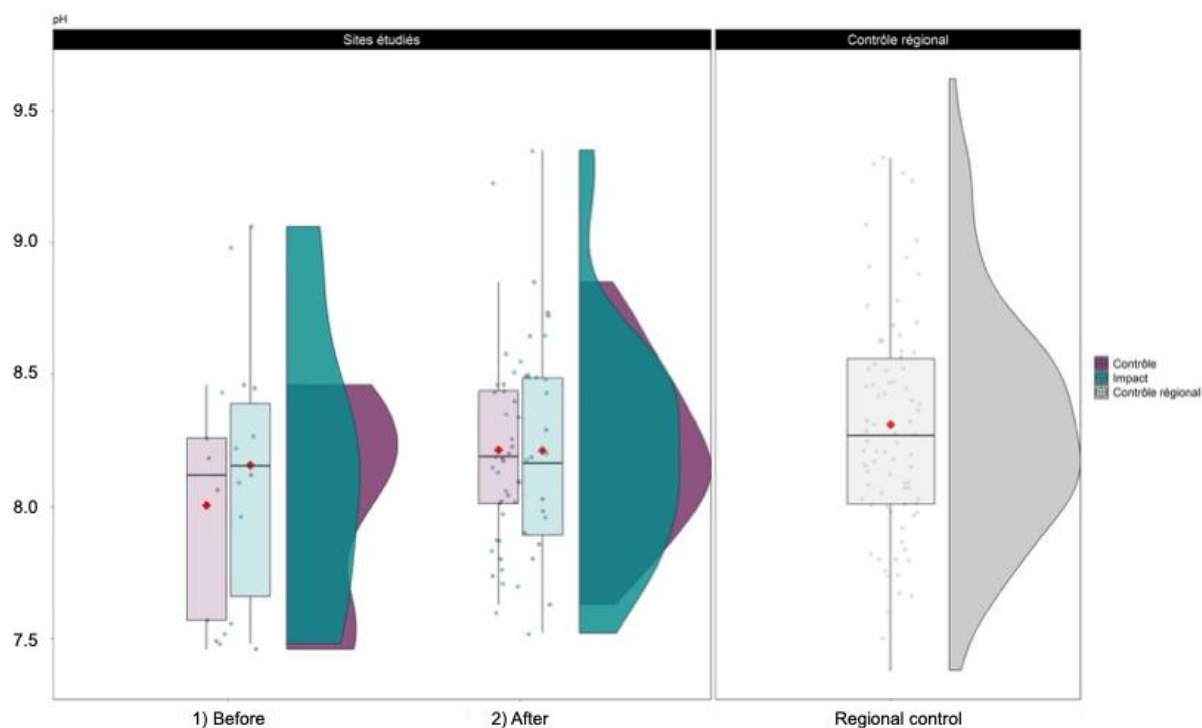 pH
Sites étudiés
Contrôle régional
9.5
9.0
8.5
8.0
7.5
Contrôle
Impact
Contrôle régional
1) Before
2) After
Regional control